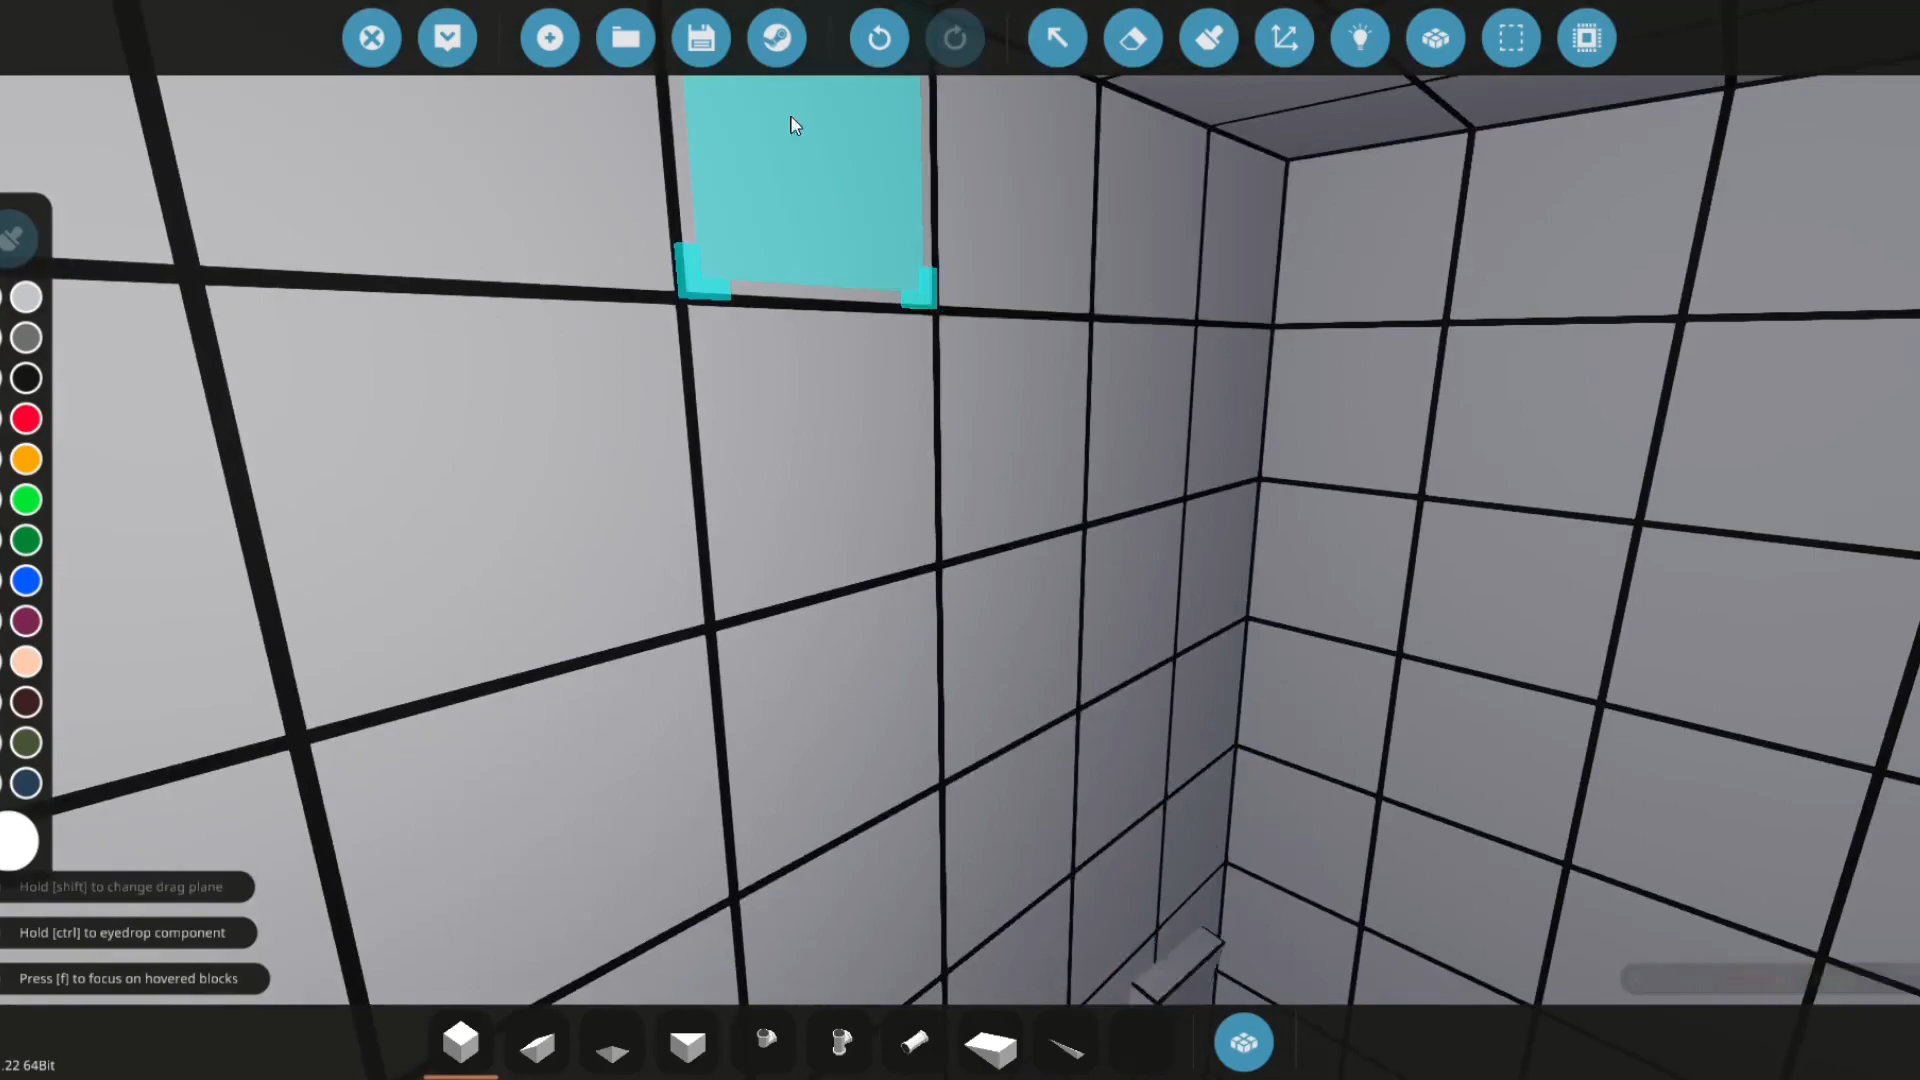 Hold [shift] to change drag plane
Hold [ctrl] to eyedrop component
Press [f] to focus on hovered blocks
.22 64Bit